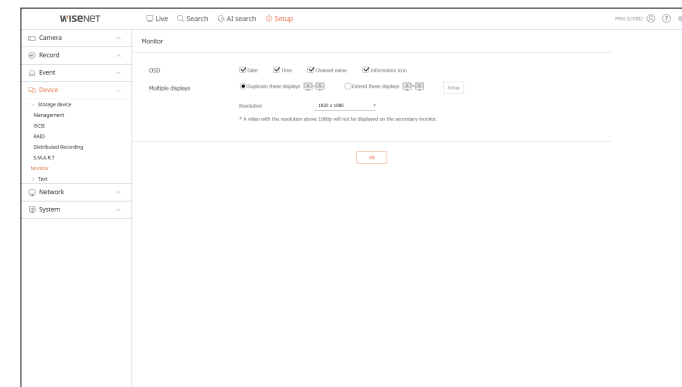 WISENET
Live Search AI search Setup
Camera
Record
Event
Device
Storage device
Management
iSCSI
RAID
Distributed Recording
S.M.A.R.T
Monitor
Text
Network
System
Monitor
OSD Date Time Channel name Information icon
Multiple displays Duplicate these displays A = A Extend these displays A + B Setup
Resolution 1920 x 1080
* A video with the resolution above 1080p will not be displayed on the secondary monitor.
OK